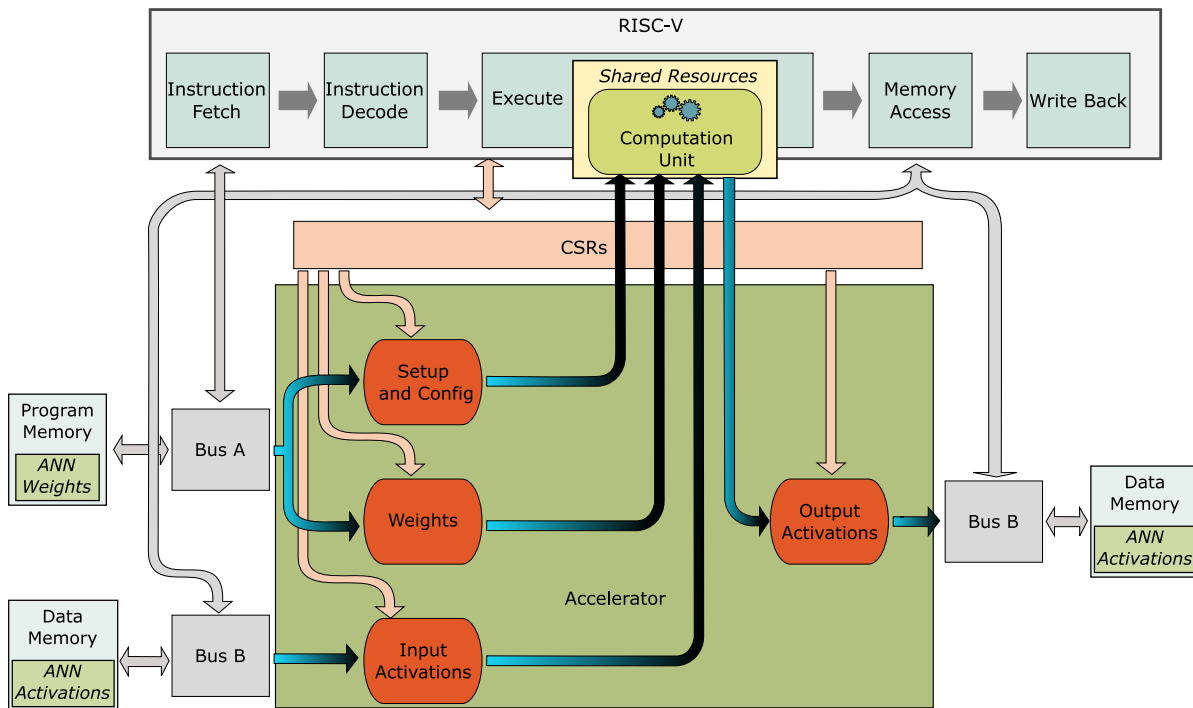 RISC-V
Instruction
Fetch
Instruction
Decode
Execute
Shared Resources
Computation
Unit
Memory
Access
Write Back
CSRs
Setup
and Config
Program
Memory
ANN
Weights
Bus A
Weights
Output
Activations
Bus B
Data
Memory
ANN
Activations
Accelerator
Data
Memory
ANN
Activations
Bus B
Input
Activations